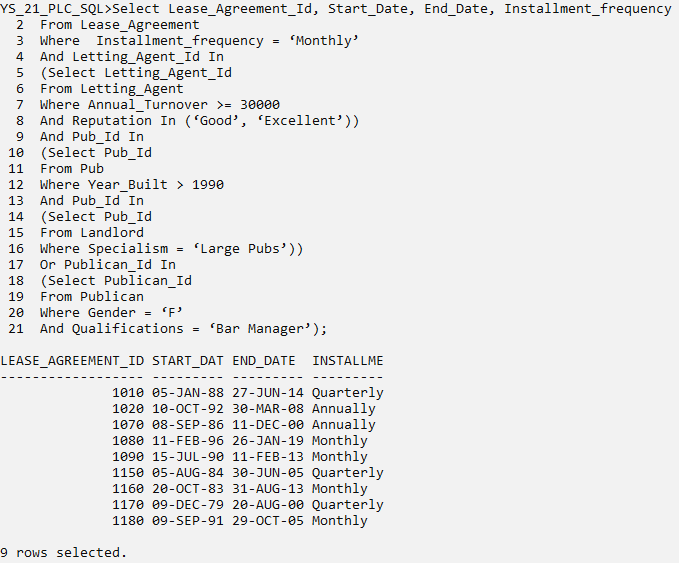 YS_21_PLC_SQL>Select Lease_Agreement_Id, Start_Date, End_Date, Installment_frequency
  2  From Lease_Agreement
  3  Where  Installment_frequency = ‘Monthly’
  4  And Letting_Agent_Id In
  5  (Select Letting_Agent_Id
  6  From Letting_Agent
  7  Where Annual_Turnover >= 30000
  8  And Reputation In (‘Good’, ‘Excellent’))
  9  And Pub_Id In
 10  (Select Pub_Id
 11  From Pub
 12  Where Year_Built > 1990
 13  And Pub_Id In
 14  (Select Pub_Id
 15  From Landlord
 16  Where Specialism = ‘Large Pubs’))
 17  Or Publican_Id In
 18  (Select Publican_Id
 19  From Publican
 20  Where Gender = ‘F’
 21  And Qualifications = ‘Bar Manager’);
LEASE_AGREEMENT_ID START_DAT END_DATE  INSTALLME
------------------ --------- --------- ---------
              1010 05-JAN-88 27-JUN-14 Quarterly
              1020 10-OCT-92 30-MAR-08 Annually
              1070 08-SEP-86 11-DEC-00 Annually
              1080 11-FEB-96 26-JAN-19 Monthly
              1090 15-JUL-90 11-FEB-13 Monthly
              1150 05-AUG-84 30-JUN-05 Quarterly
              1160 20-OCT-83 31-AUG-13 Monthly
              1170 09-DEC-79 20-AUG-00 Quarterly
              1180 09-SEP-91 29-OCT-05 Monthly
9 rows selected.